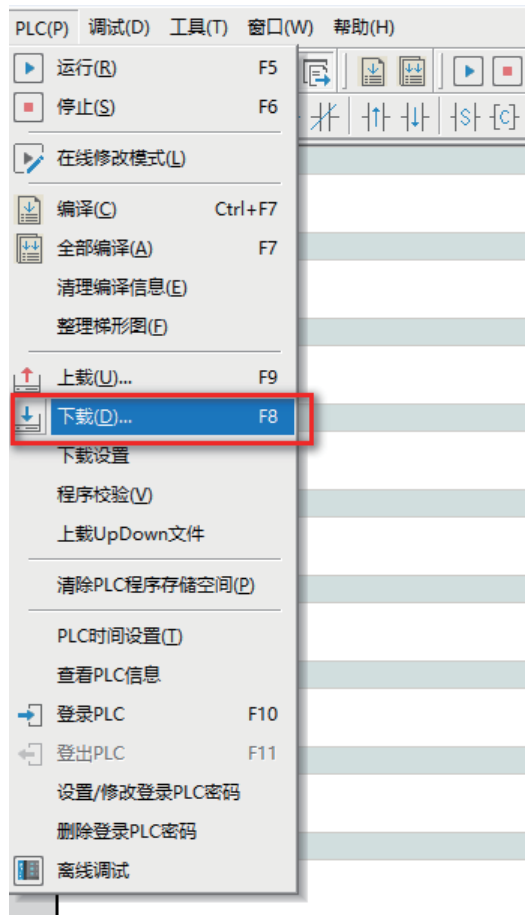 PLC(P) 调试(D) 工具(T) 窗口(W) 帮助(H)
运行(R) F5
停止(S) F6
在线修改模式(L)
编译(C) Ctrl+F7
全部编译(A) F7
清理编译信息(E)
整理梯形图(F)
上载(U)... F9
下载(D)... F8
下载设置
程序校验(V)
上载UpDown文件
清除PLC程序存储空间(P)
PLC时间设置(T)
查看PLC信息
登录PLC F10
登出PLC F11
设置/修改登录PLC密码
删除登录PLC密码
离线调试